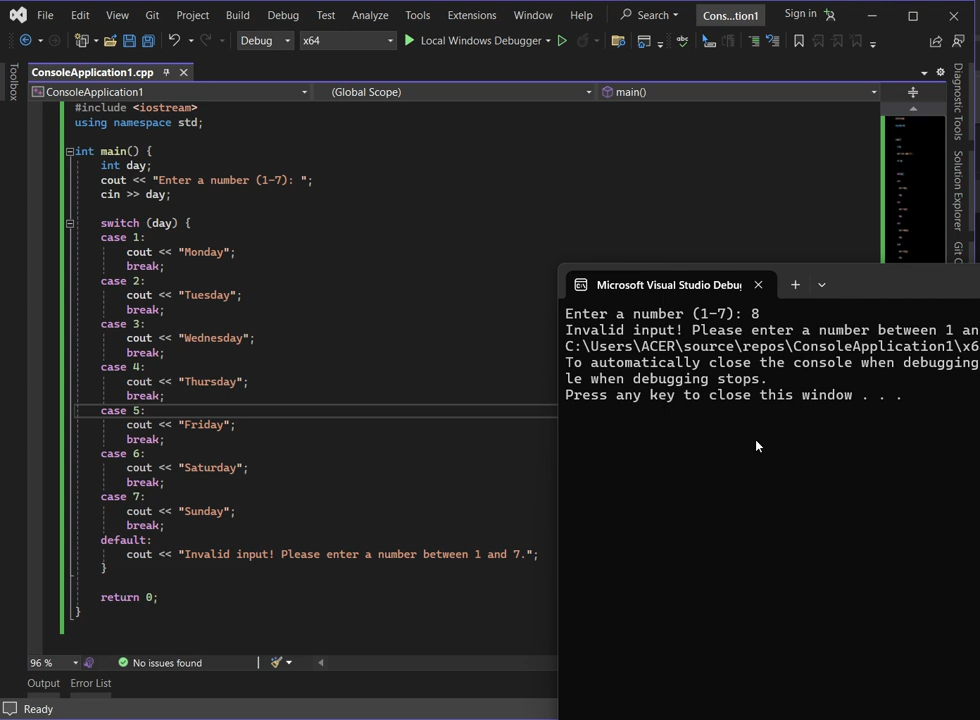 File Edit View Git Project Build Debug Test Analyze Tools Extensions Window Help Search Cons...tion1 Sign in
Debug x64 Local Windows Debugger
Toolbox
ConsoleApplication1.cpp
ConsoleApplication1 (Global Scope) main()
#include <iostream>
using namespace std;
int main() {
int day;
cout << "Enter a number (1-7): ";
cin >> day;
switch (day) {
case 1:
cout << "Monday";
break;
case 2:
cout << "Tuesday";
break;
case 3:
cout << "Wednesday";
break;
case 4:
cout << "Thursday";
break;
case 5:
cout << "Friday";
break;
case 6:
cout << "Saturday";
break;
case 7:
cout << "Sunday";
break;
default:
cout << "Invalid input! Please enter a number between 1 and 7.";
}
return 0;
}
Diagnostic Tools
Solution Explorer
Git C
Microsoft Visual Studio Debug
Enter a number (1-7): 8
Invalid input! Please enter a number between 1 an
C:\Users\ACER\source\repos\ConsoleApplication1\x6
To automatically close the console when debugging
le when debugging stops.
Press any key to close this window . . .
96 % No issues found
Output Error List
Ready